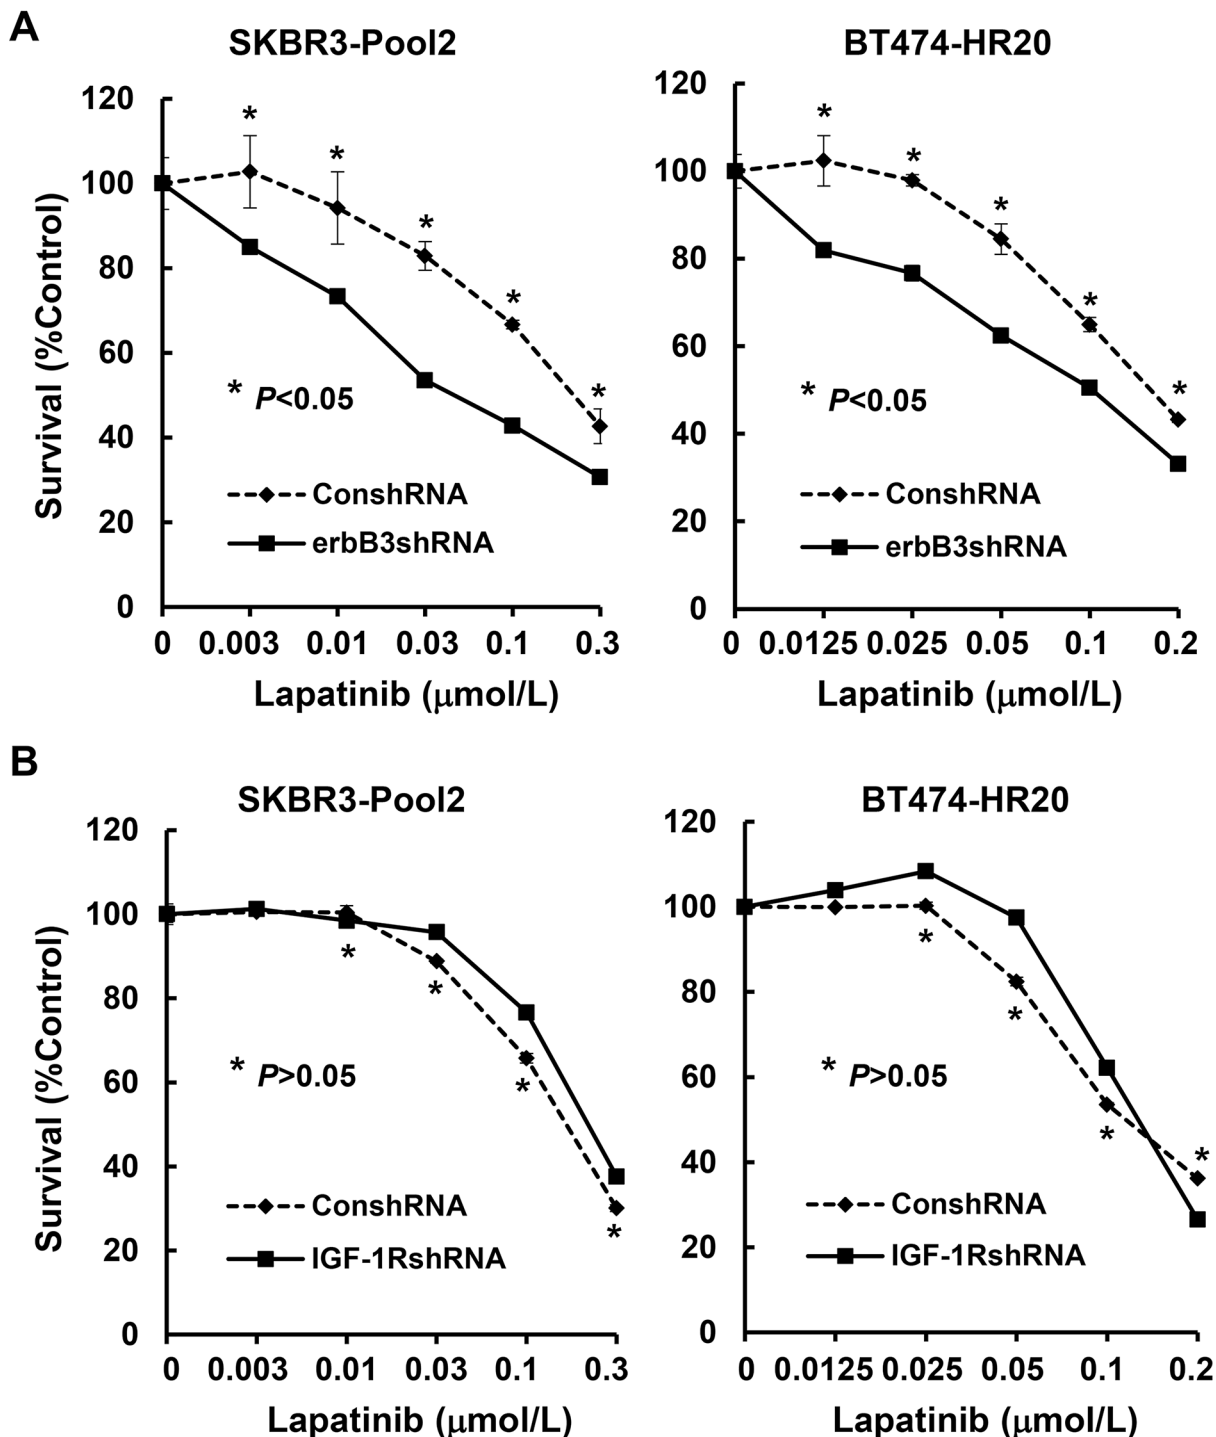 A
SKBR3-Pool2
Survival (%Control)
120
100
80
60
40
20
0
* * * * *
* P<0.05
ConshRNA
erbB3shRNA
0 0.003 0.01 0.03 0.1 0.3
Lapatinib (μmol/L)
BT474-HR20
120
100
80
60
40
20
0
* * * * *
* P<0.05
ConshRNA
erbB3shRNA
0 0.0125 0.025 0.05 0.1 0.2
Lapatinib (μmol/L)
B
SKBR3-Pool2
Survival (%Control)
120
100
80
60
40
20
0
* * * *
* P>0.05
ConshRNA
IGF-1RshRNA
0 0.003 0.01 0.03 0.1 0.3
Lapatinib (μmol/L)
BT474-HR20
120
100
80
60
40
20
0
* * * *
* P>0.05
ConshRNA
IGF-1RshRNA
0 0.0125 0.025 0.05 0.1 0.2
Lapatinib (μmol/L)